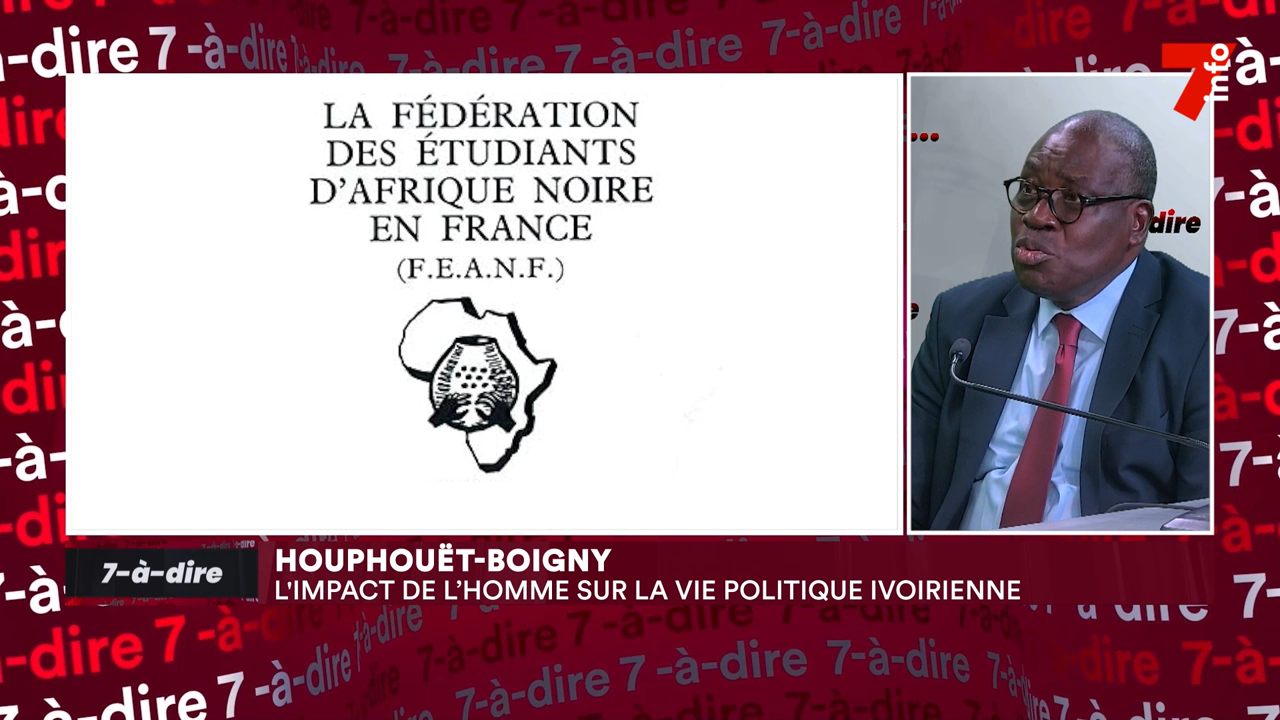 LA FÉDÉRATION
DES ÉTUDIANTS
D'AFRIQUE NOIRE
EN FRANCE
(F.E.A.N.F.)
7 info
dire
7-à-dire
HOUPHOUËT-BOIGNY
L'IMPACT DE L'HOMME SUR LA VIE POLITIQUE IVOIRIENNE